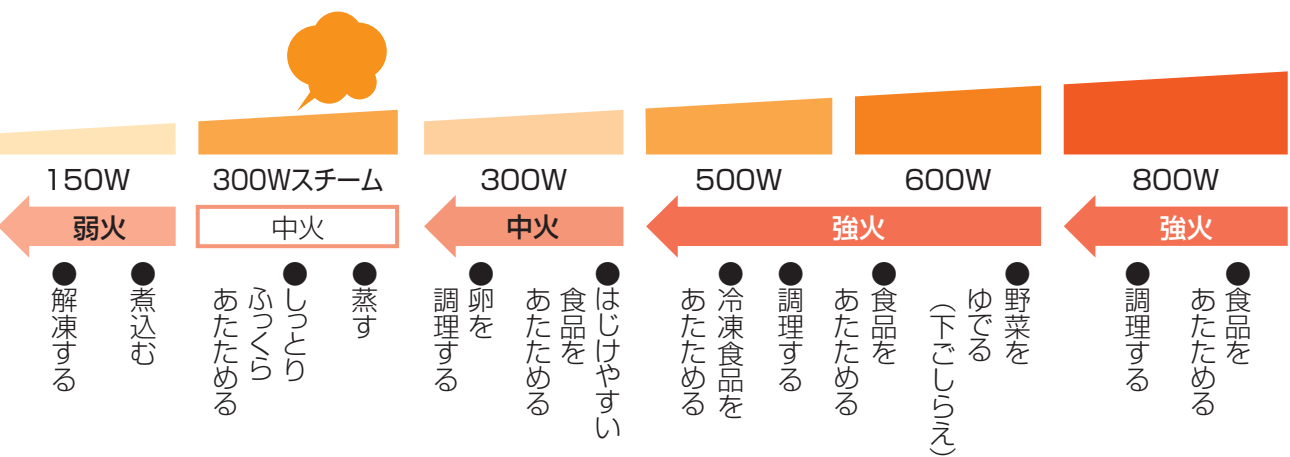 150W
300Wスチーム
300W
500W
600W
800W
弱火
中火
中火
強火
強火
●食品を
あたためる
●調理する
●野菜を
ゆでる
(下ごしらえ)
●食品を
あたためる
●調理する
●冷凍食品を
あたためる
●はじけやすい
食品を
あたためる
●卵を
調理する
●蒸す
●しっとり
ふっくら
あたためる
●煮込む
●解凍する